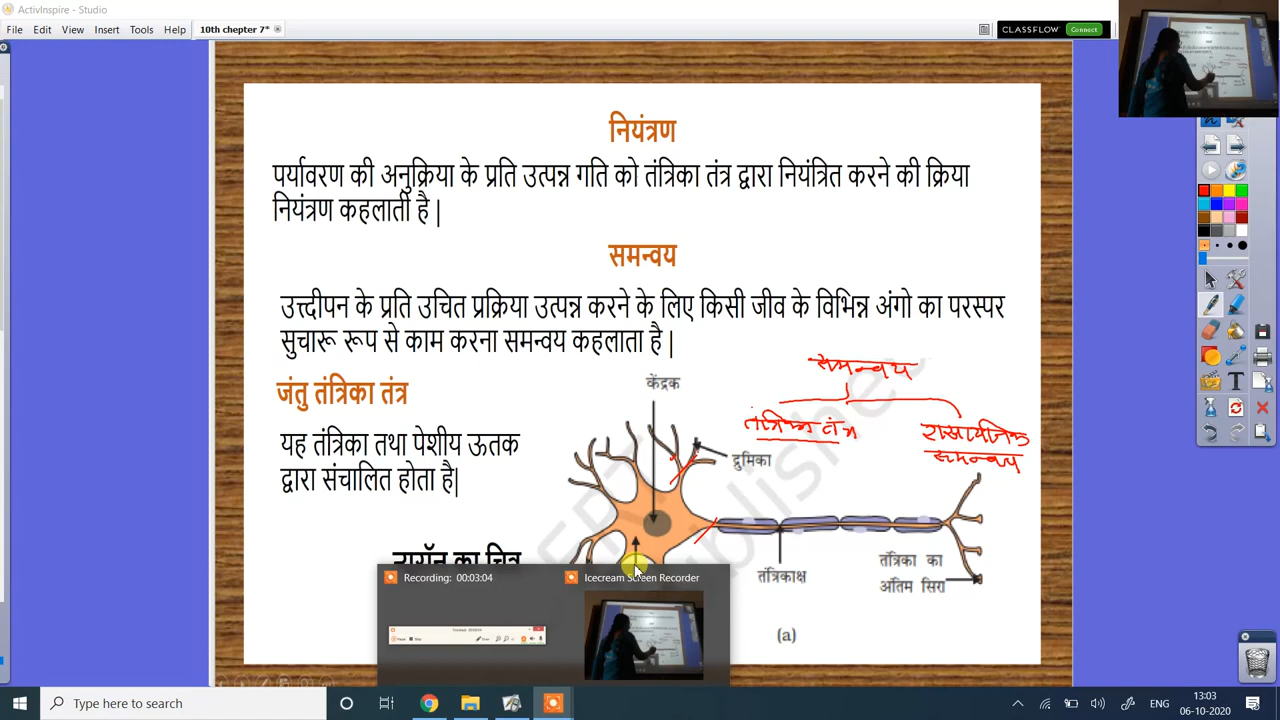 ActivInspire - Studio
File Edit View Insert Tools Help
10th chepter 7*
CLASSFLOW Connect
नियंत्रण
पर्यावरण की अनुक्रिया के प्रति उत्पन्न गति को तंत्रिका तंत्र द्वारा नियंत्रित करने की क्रिया
नियंत्रण कहलाती है |
समन्वय
उत्त्दीपन के प्रति उचित प्रक्रिया उत्पन्न करने के लिए किसी जीव के विभिन्न अंगो का परस्पर
सुचारू रूप से काम करना समन्वय कहलाता है |
समन्वय
केंद्रक
जंतु तंत्रिका तंत्र
तंत्रिका तंत्र
रासायनिक
समन्वय
यह तंत्रिका तथा पेशीय ऊतक
द्वारा संचालित होता है|
द्रुमिका
का चित्र
तंत्रिकाक्ष
तंत्रिका का
अंतिम सिरा
(a)
Recording: 00:03:04
Icecream Screen Recorder
Type here to search
ENG
13:03
06-10-2020